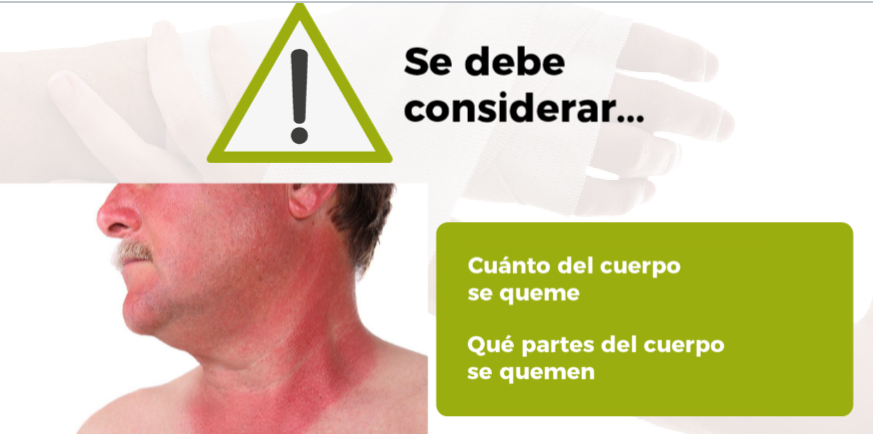 Se debe
considerar...
Cuánto del cuerpo
se queme
Qué partes del cuerpo
se quemen